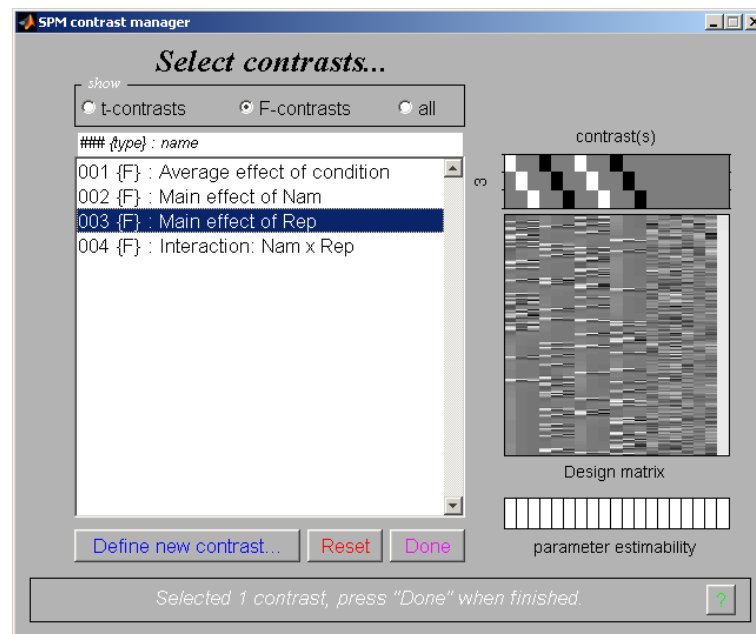 SPM contrast manager
Select contrasts...
show
t-contrasts F-contrasts all
### {type} : name
001 {F} : Average effect of condition
002 {F} : Main effect of Nam
003 {F} : Main effect of Rep
004 {F} : Interaction: Nam x Rep
contrast(s)
3
Design matrix
parameter estimability
Define new contrast... Reset Done
Selected 1 contrast, press "Done" when finished.
?